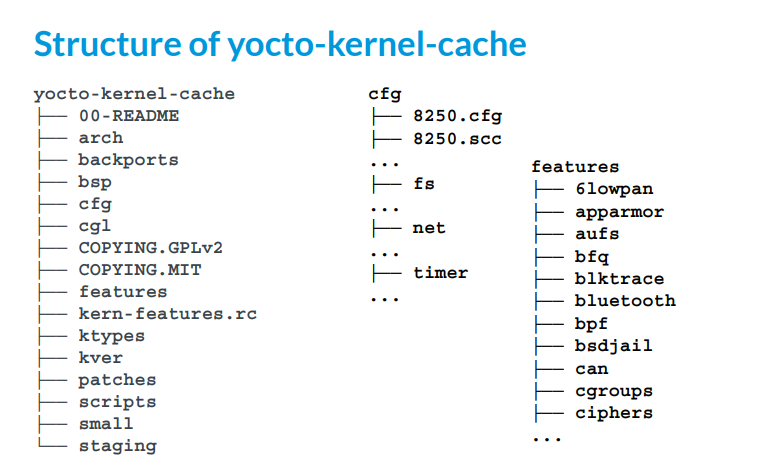 Structure of yocto-kernel-cache
yocto-kernel-cache
├── 00-README
├── arch
├── backports
├── bsp
├── cfg
├── cgl
├── COPYING.GPLv2
├── COPYING.MIT
├── features
├── kern-features.rc
├── ktypes
├── kver
├── patches
├── scripts
├── small
└── staging
cfg
├── 8250.cfg
├── 8250.scc
...
├── fs
...
├── net
...
├── timer
...
features
├── 6lowpan
├── apparmor
├── aufs
├── bfq
├── blktrace
├── bluetooth
├── bpf
├── bsdjail
├── can
├── cgroups
├── ciphers
...